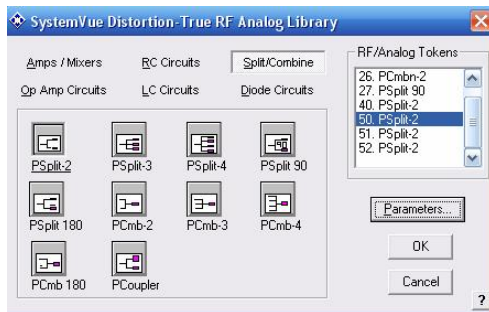 SystemVue Distortion-True RF Analog Library
Amps / Mixers
RC Circuits
Split/Combine
Op Amp Circuits
LC Circuits
Diode Circuits
PSplit-2
PSplit-3
PSplit-4
PSplit 90
PSplit 180
PCmb-2
PCmb-3
PCmb-4
PCmb 180
PCoupler
RF/Analog Tokens
26. PCmbn-2
27. PSplit 90
40. PSplit-2
50. PSplit-2
51. PSplit-2
52. PSplit-2
Parameters...
OK
Cancel
?